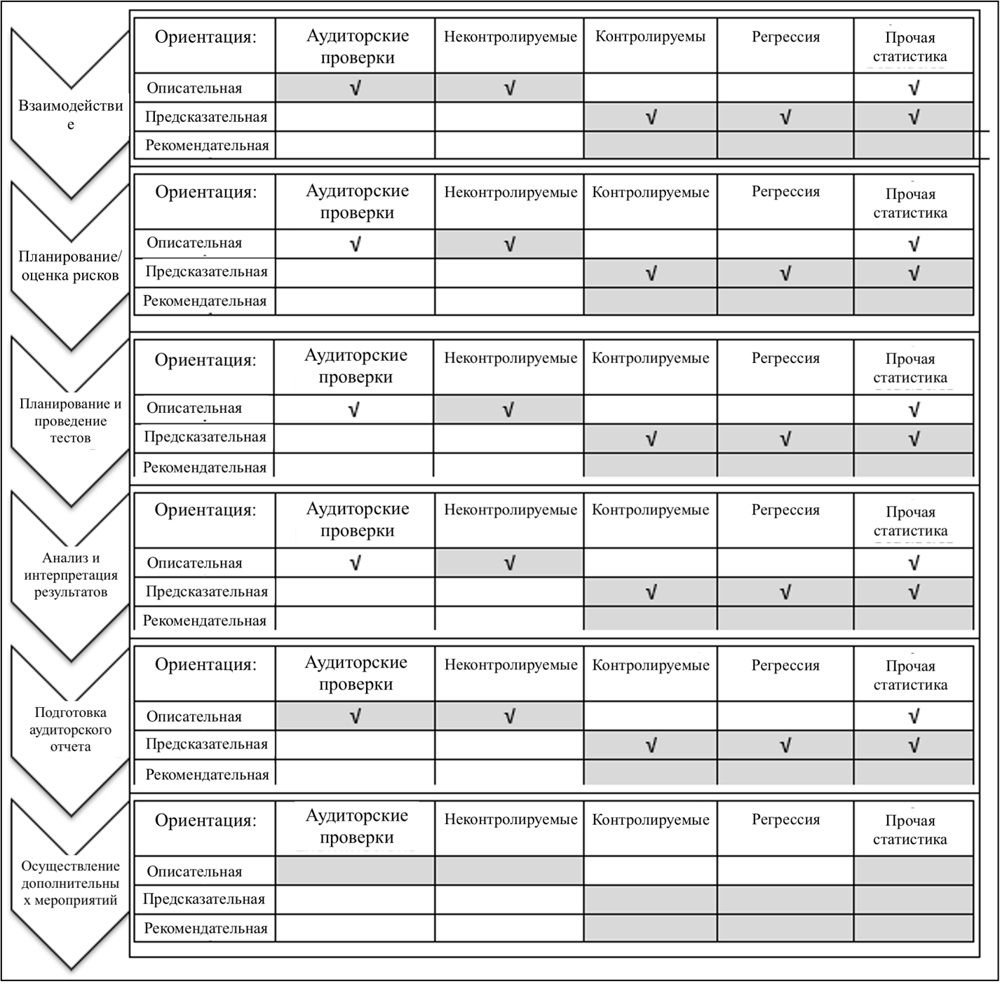 Взаимодействи
е
Ориентация: Аудиторские Неконтролируемые Контролируемы Регрессия Прочая
проверки статистика
Описательная √ √ √
Предсказательная √ √ √
Рекомендательная
Планирование/
оценка рисков
Ориентация: Аудиторские Неконтролируемые Контролируемые Регрессия Прочая
проверки статистика
Описательная √ √ √
Предсказательная √ √ √
Рекомендательная
Планирование и
проведение
тестов
Ориентация: Аудиторские Неконтролируемые Контролируемые Регрессия Прочая
проверки статистика
Описательная √ √ √
Предсказательная √ √ √
Рекомендательная
Анализ и
интерпретация
результатов
Ориентация: Аудиторские Неконтролируемые Контролируемые Регрессия Прочая
проверки статистика
Описательная √ √ √
Предсказательная √ √ √
Рекомендательная
Подготовка
аудиторского
отчета
Ориентация: Аудиторские Неконтролируемые Контролируемые Регрессия Прочая
проверки статистика
Описательная √ √ √
Предсказательная √ √ √
Рекомендательная
Осуществление
дополнительны
х мероприятий
Ориентация: Аудиторские Неконтролируемые Контролируемые Регрессия Прочая
проверки статистика
Описательная
Предсказательная
Рекомендательная